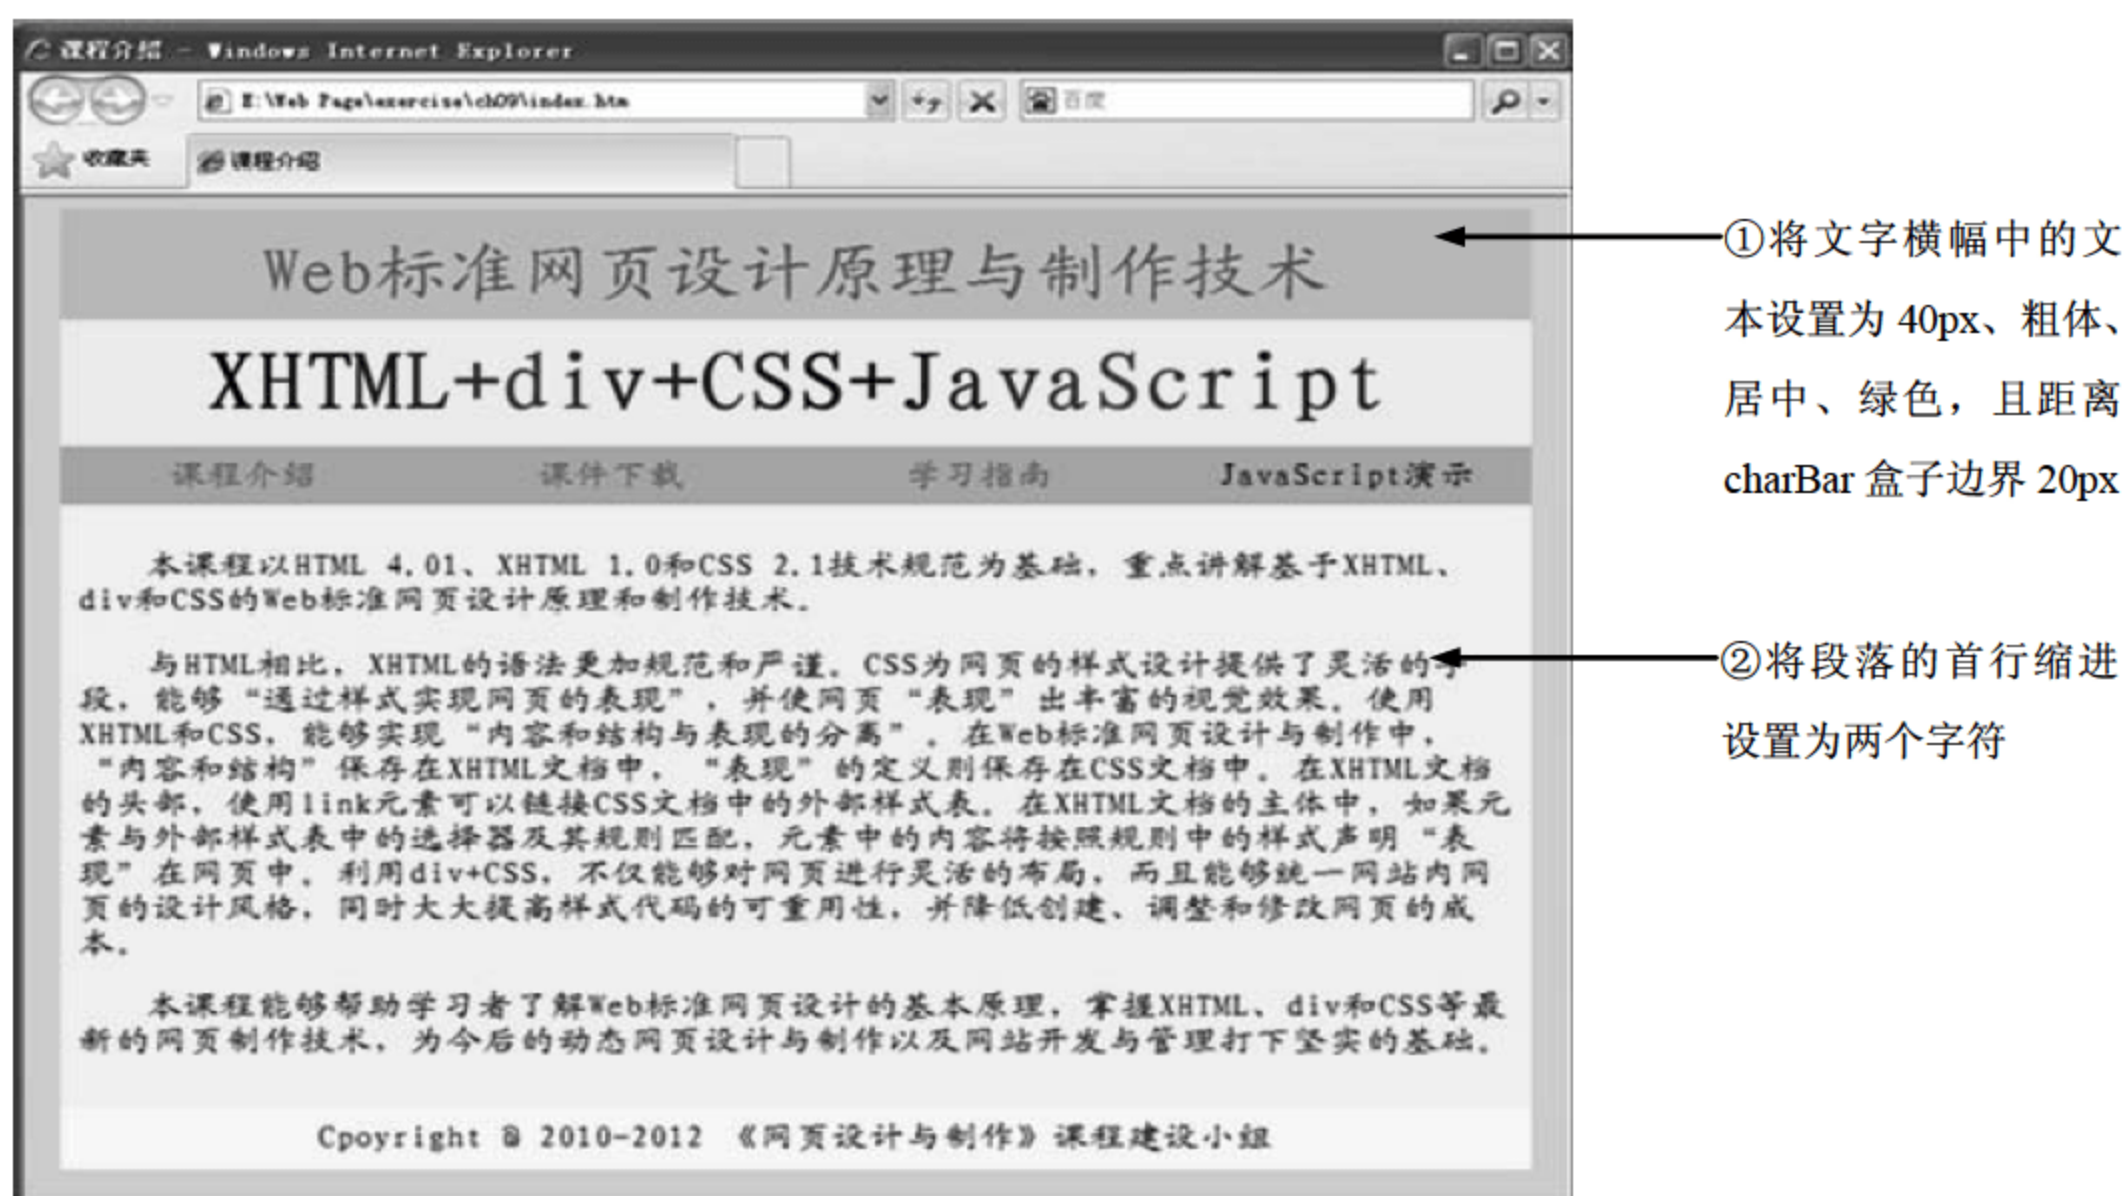 课程介绍 - Windows Internet Explorer
E:\Web Page\exercise\ch09\index.htm
百度
收藏夹
课程介绍
Web标准网页设计原理与制作技术
XHTML+div+CSS+JavaScript
课程介绍 课件下载 学习指南 JavaScript演示
本课程以HTML 4.01、XHTML 1.0和CSS 2.1技术规范为基础，重点讲解基于XHTML、
div和CSS的Web标准网页设计原理和制作技术。
与HTML相比，XHTML的语法更加规范和严谨。CSS为网页的样式设计提供了灵活的手
段，能够“通过样式实现网页的表现”，并使网页“表现”出丰富的视觉效果。使用
XHTML和CSS，能够实现“内容和结构与表现的分离”。在Web标准网页设计与制作中，
“内容和结构”保存在XHTML文档中，“表现”的定义则保存在CSS文档中。在XHTML文档
的头部，使用link元素可以链接CSS文档中的外部样式表。在XHTML文档的主体中，如果元
素与外部样式表中的选择器及其规则匹配，元素中的内容将按照规则中的样式声明“表
现”在网页中。利用div+CSS，不仅能够对网页进行灵活的布局，而且能够统一网站内网
页的设计风格，同时大大提高样式代码的可重用性，并降低创建、调整和修改网页的成
本。
本课程能够帮助学习者了解Web标准网页设计的基本原理，掌握XHTML、div和CSS等最
新的网页制作技术，为今后的动态网页设计与制作以及网站开发与管理打下坚实的基础。
Cpoyright @ 2010-2012 《网页设计与制作》课程建设小组
①将文字横幅中的文
本设置为 40px、粗体、
居中、绿色，且距离
charBar 盒子边界 20px
②将段落的首行缩进
设置为两个字符